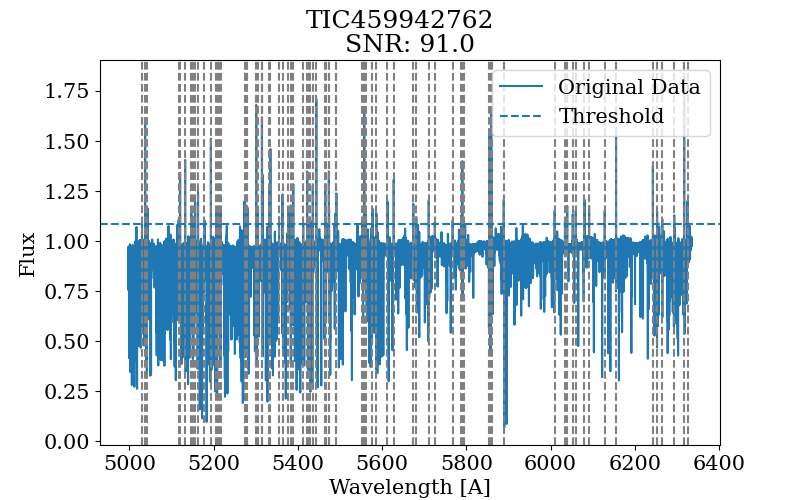 TIC459942762
SNR: 91.0
Original Data
Threshold
1.75
1.50
1.25
1.00
0.75
0.50
0.25
0.00
Flux
5000 5200 5400 5600 5800 6000 6200 6400
Wavelength [A]